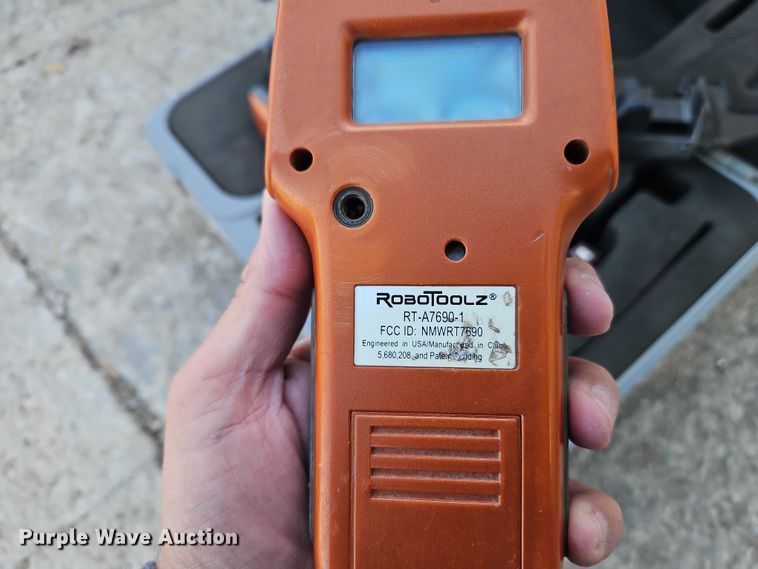 ROBOTOOLZ®
RT-A7690-1
FCC ID: NMWRT7690
Engineered in USA/Manufactured in China
5,680,208 and Patent
Purple Wave Auction